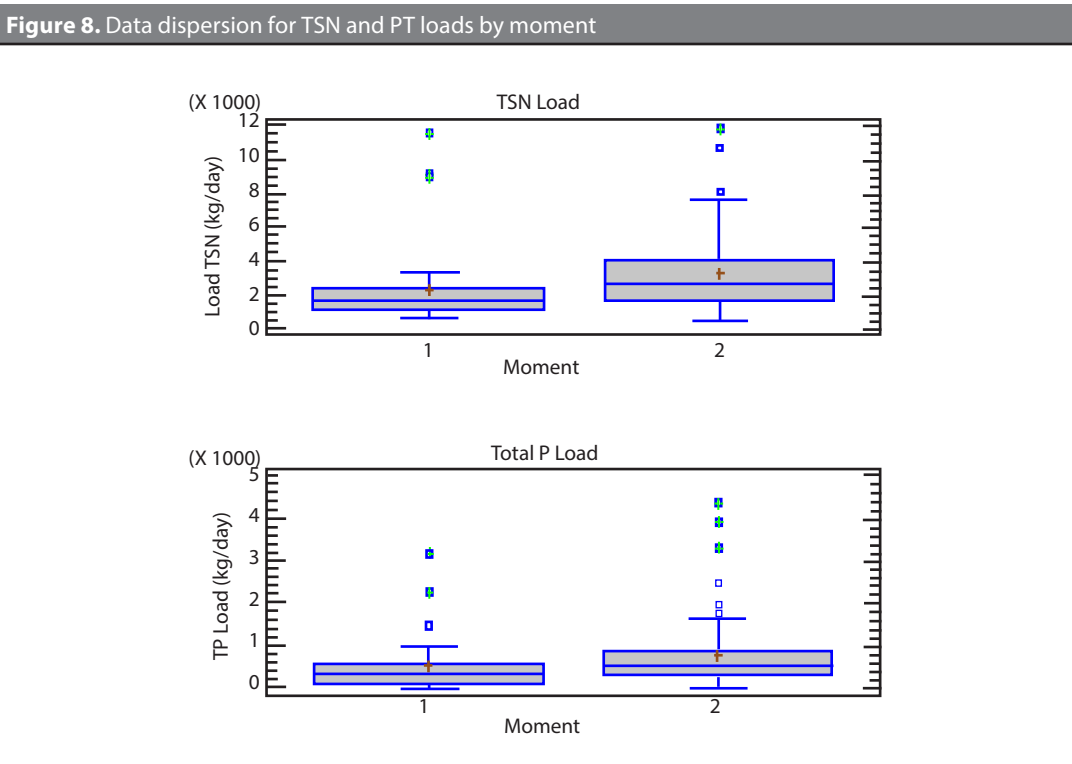 Figure 8. Data dispersion for TSN and PT loads by moment
(X 1000)
TSN Load
12
10
8
6
4
2
0
Load TSN (kg/day)
1
2
Moment
(X 1000)
Total P Load
5
4
3
2
1
0
TP Load (kg/day)
1
2
Moment